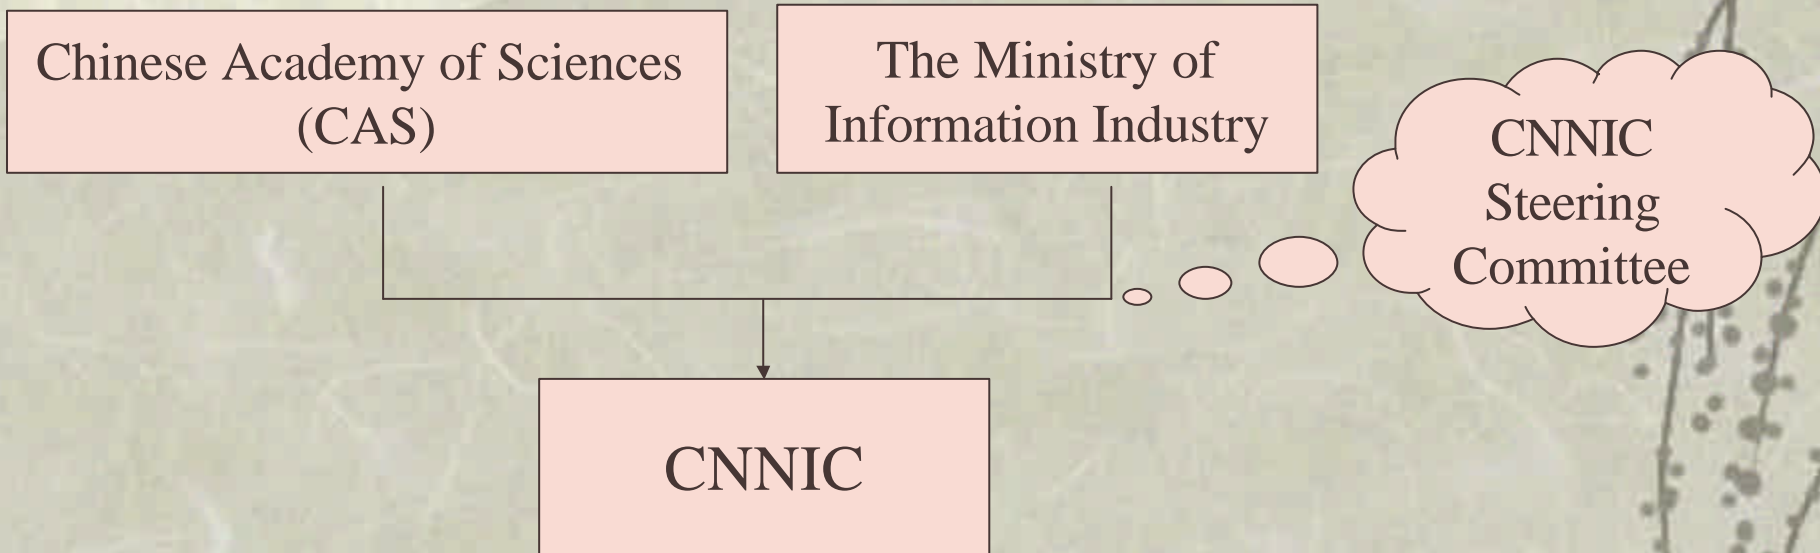 Chinese Academy of Sciences
(CAS)
The Ministry of
Information Industry
CNNIC
Steering
Committee
CNNIC